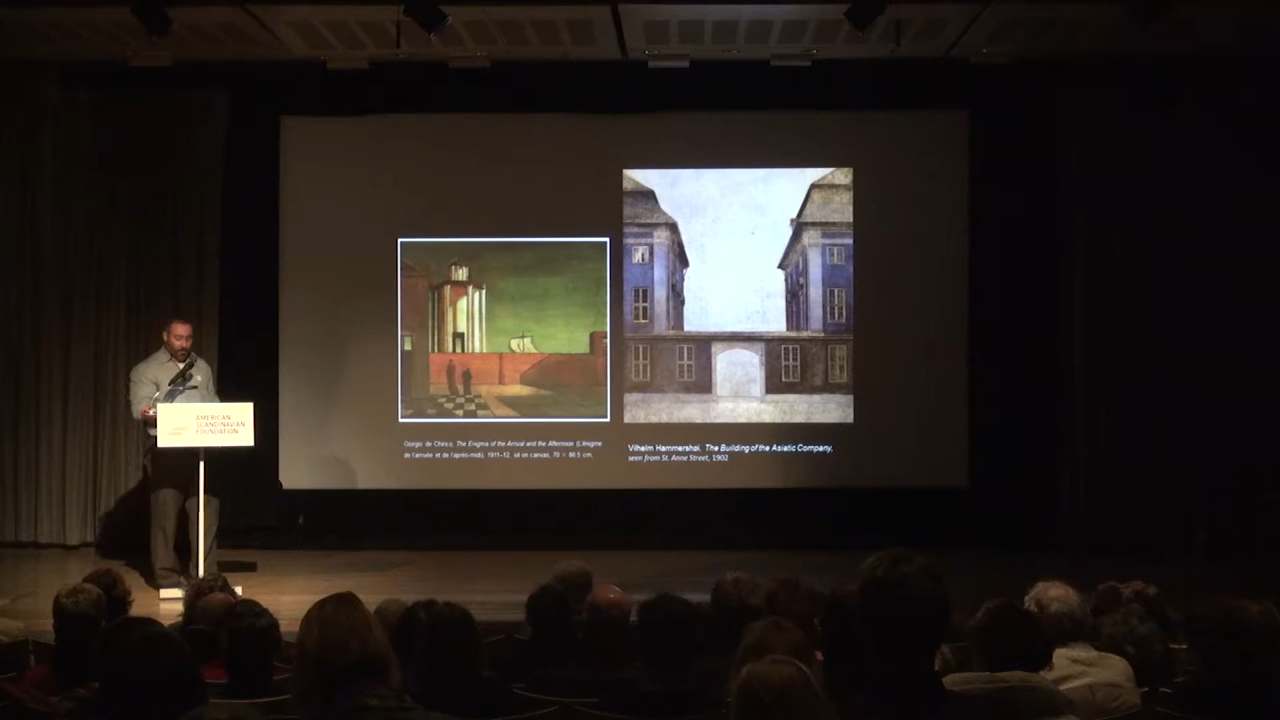 AMERICAN
SCANDINAVIAN
FOUNDATION
Giorgio de Chirico, The Enigma of the Arrival and the Afternoon (L'énigme
de l'arrivée et de l'après-midi), 1911–12, oil on canvas, 70 × 86.5 cm,
Vilhelm Hammershoi, The Building of the Asiatic Company,
seen from St. Anne Street, 1902